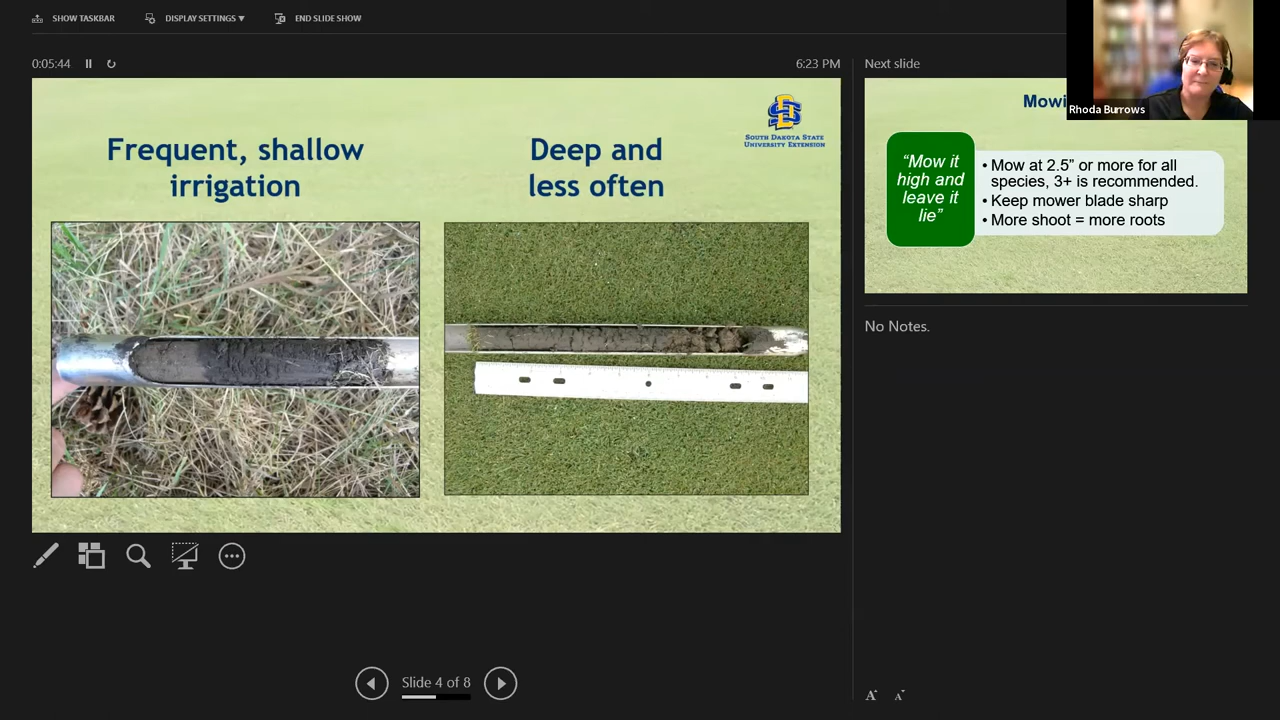 SHOW TASKBAR
DISPLAY SETTINGS ▼
END SLIDE SHOW
0:05:44
6:23 PM
Next slide
Rhoda Burrows
SOUTH DAKOTA STATE
UNIVERSITY EXTENSION
Frequent, shallow
irrigation
Deep and
less often
Mowi
“Mow it
high and
leave it
lie”
• Mow at 2.5” or more for all
species, 3+ is recommended.
• Keep mower blade sharp
• More shoot = more roots
No Notes.
Slide 4 of 8
A
A